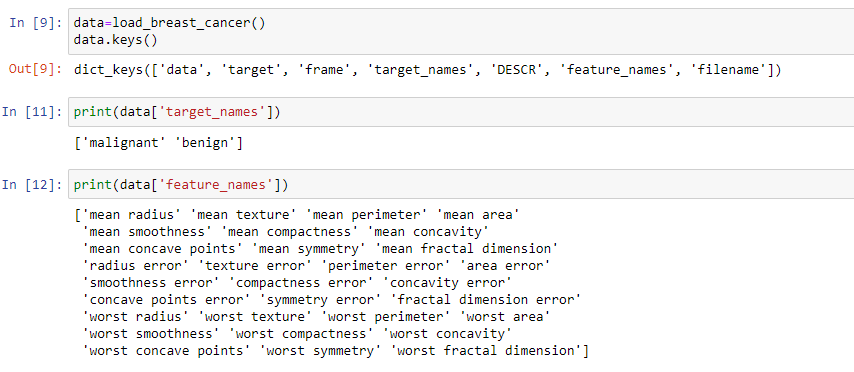 In [9]: data=load_breast_cancer()
data.keys()
Out[9]: dict_keys(['data', 'target', 'frame', 'target_names', 'DESCR', 'feature_names', 'filename'])
In [11]: print(data['target_names'])
['malignant' 'benign']
In [12]: print(data['feature_names'])
['mean radius' 'mean texture' 'mean perimeter' 'mean area'
'mean smoothness' 'mean compactness' 'mean concavity'
'mean concave points' 'mean symmetry' 'mean fractal dimension'
'radius error' 'texture error' 'perimeter error' 'area error'
'smoothness error' 'compactness error' 'concavity error'
'concave points error' 'symmetry error' 'fractal dimension error'
'worst radius' 'worst texture' 'worst perimeter' 'worst area'
'worst smoothness' 'worst compactness' 'worst concavity'
'worst concave points' 'worst symmetry' 'worst fractal dimension']